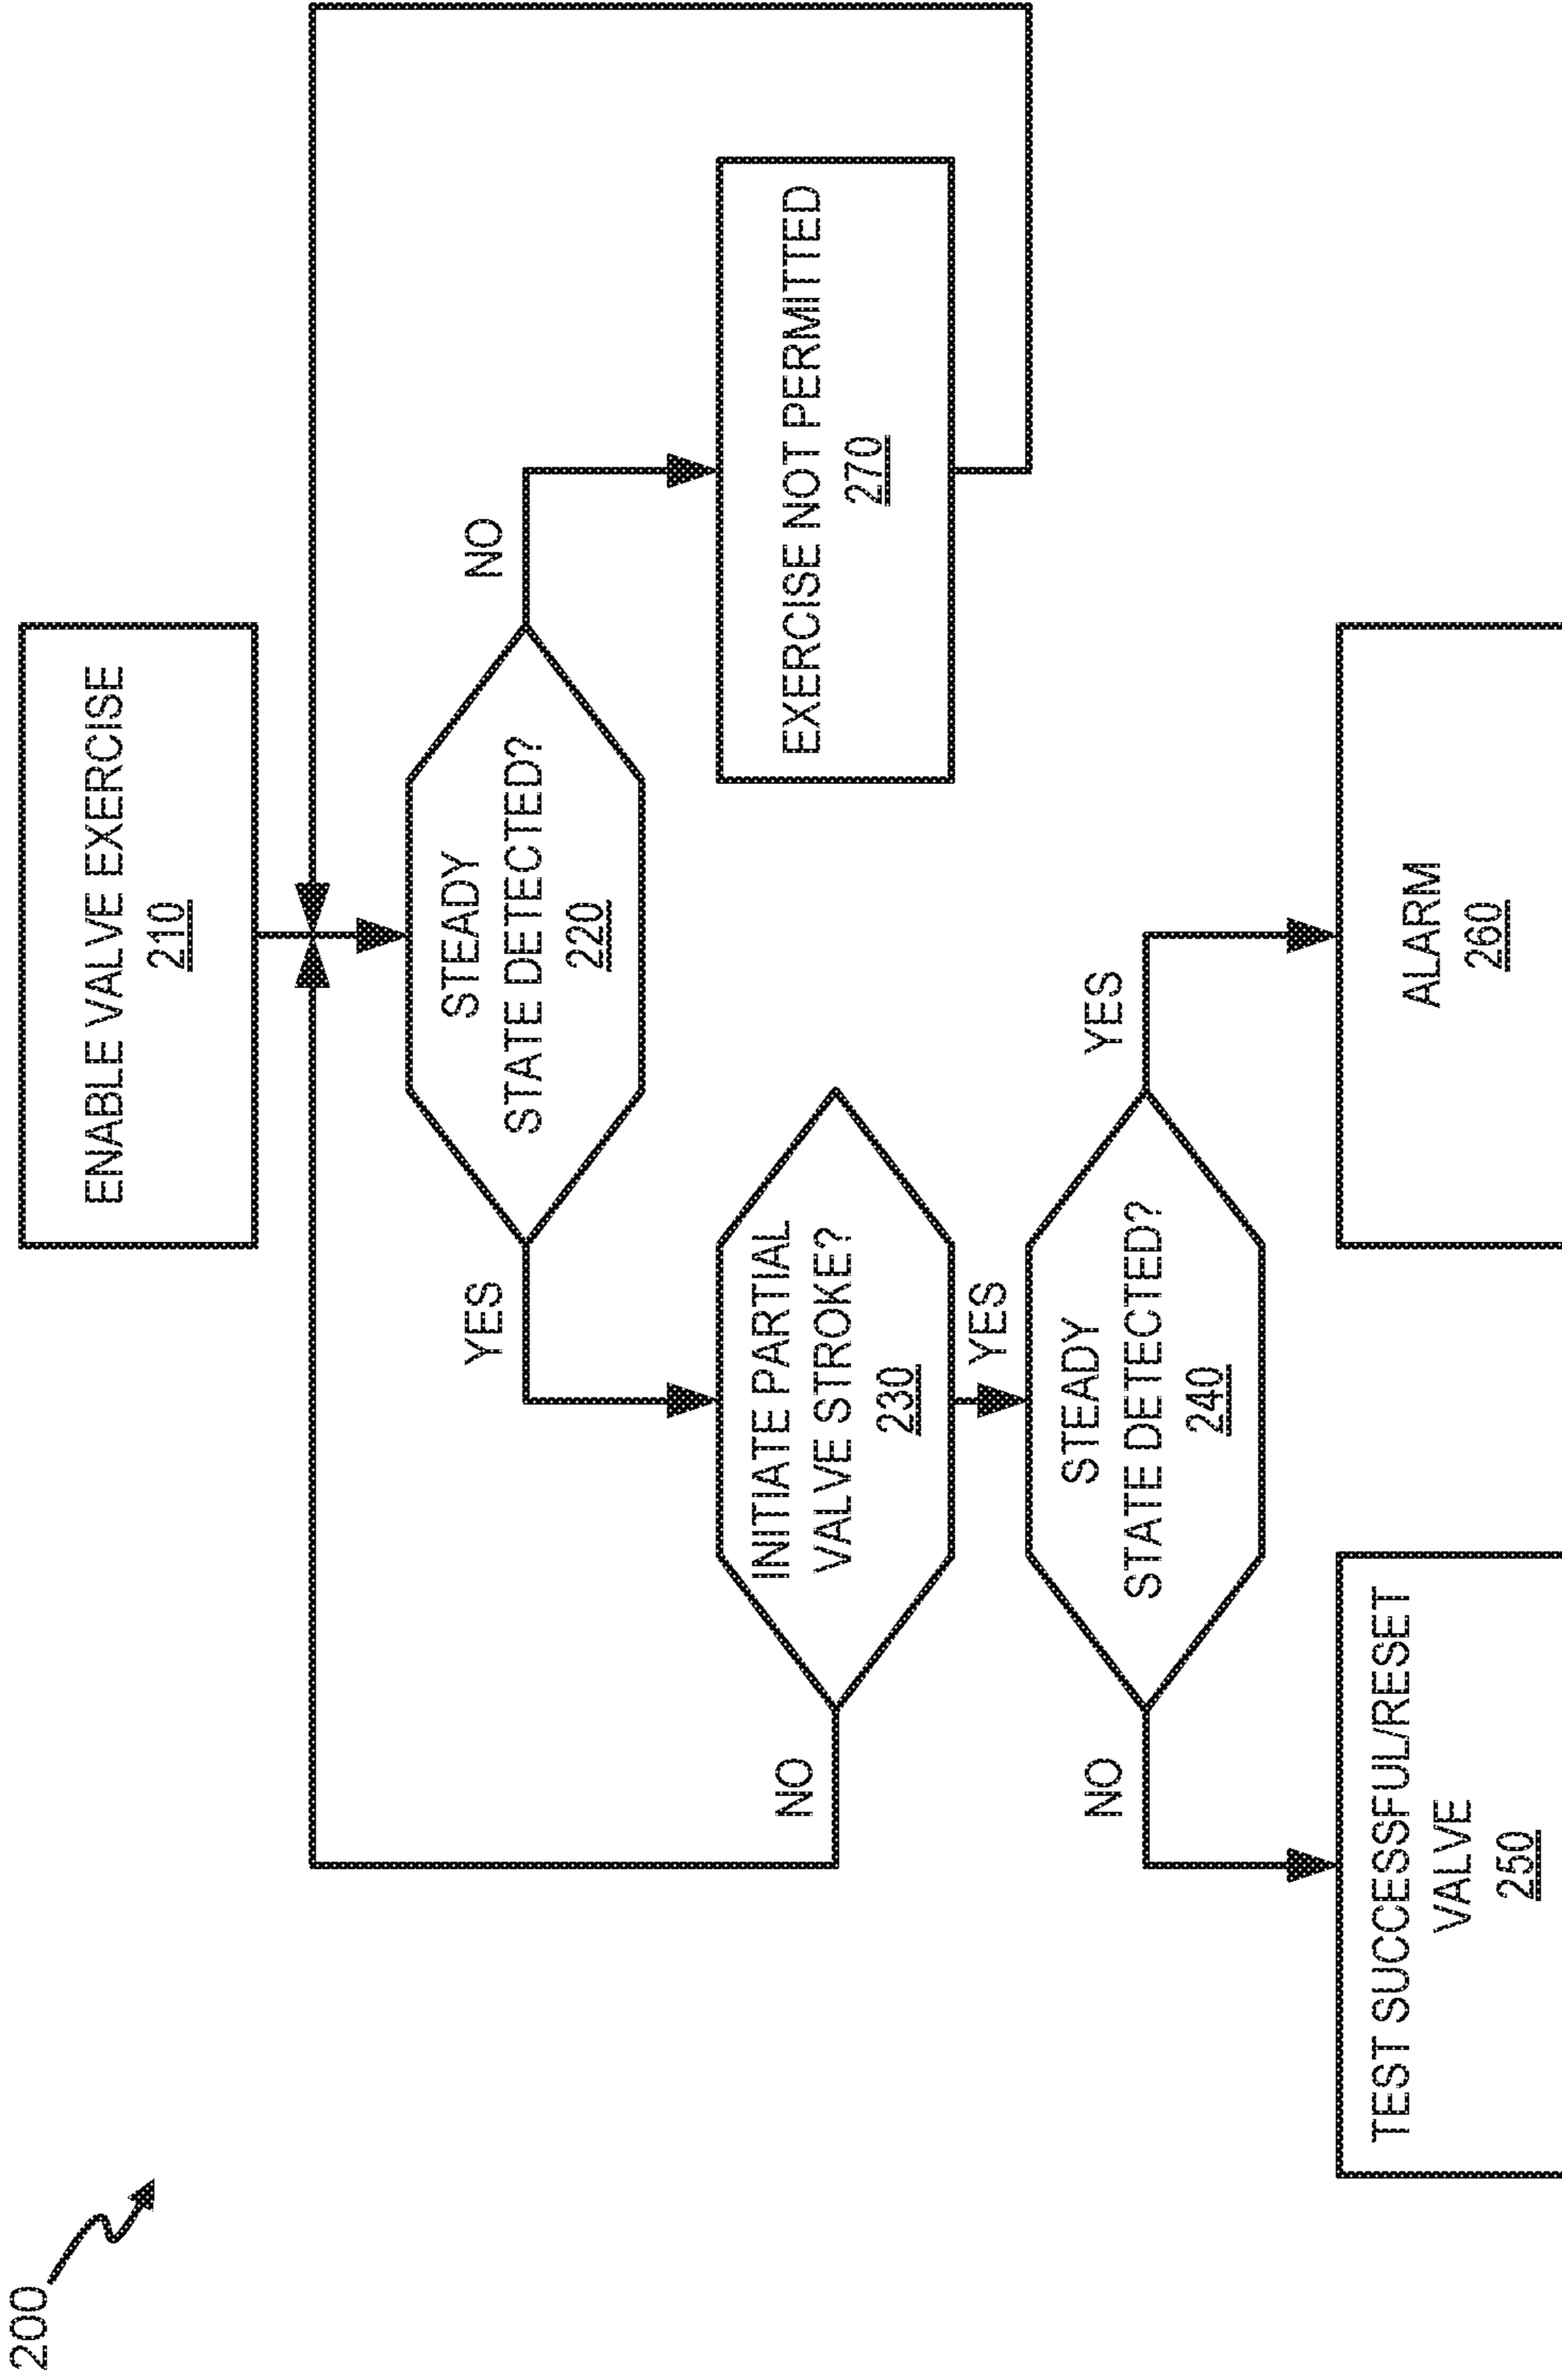 200
ENABLE VALVE EXERCISE
210
STEADY
STATE DETECTED?
220
YES
NO
INITIATE PARTIAL
VALVE STROKE?
230
EXERCISE NOT PERMITTED
270
NO
YES
STEADY
STATE DETECTED?
240
NO
YES
TEST SUCCESSFUL/RESET
VALVE
250
ALARM
260